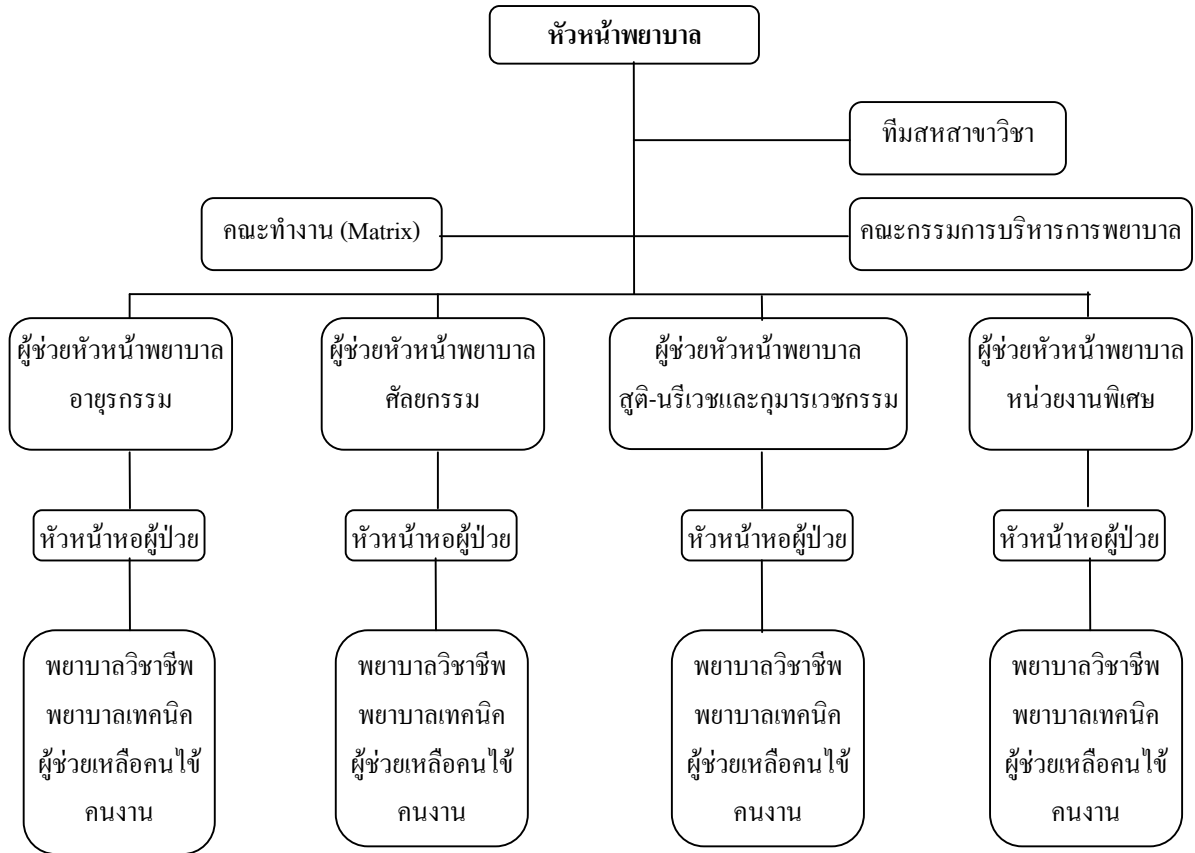 หัวหน้าพยาบาล
ทีมสหสาขาวิชา
คณะทำงาน (Matrix)
คณะกรรมการบริหารการพยาบาล
ผู้ช่วยหัวหน้าพยาบาล
อายุรกรรม
ผู้ช่วยหัวหน้าพยาบาล
ศัลยกรรม
ผู้ช่วยหัวหน้าพยาบาล
สูติ-นรีเวชและกุมารเวชกรรม
ผู้ช่วยหัวหน้าพยาบาล
หน่วยงานพิเศษ
หัวหน้าหอผู้ป่วย
หัวหน้าหอผู้ป่วย
หัวหน้าหอผู้ป่วย
หัวหน้าหอผู้ป่วย
พยาบาลวิชาชีพ
พยาบาลเทคนิค
ผู้ช่วยเหลือคนไข้
คนงาน
พยาบาลวิชาชีพ
พยาบาลเทคนิค
ผู้ช่วยเหลือคนไข้
คนงาน
พยาบาลวิชาชีพ
พยาบาลเทคนิค
ผู้ช่วยเหลือคนไข้
คนงาน
พยาบาลวิชาชีพ
พยาบาลเทคนิค
ผู้ช่วยเหลือคนไข้
คนงาน